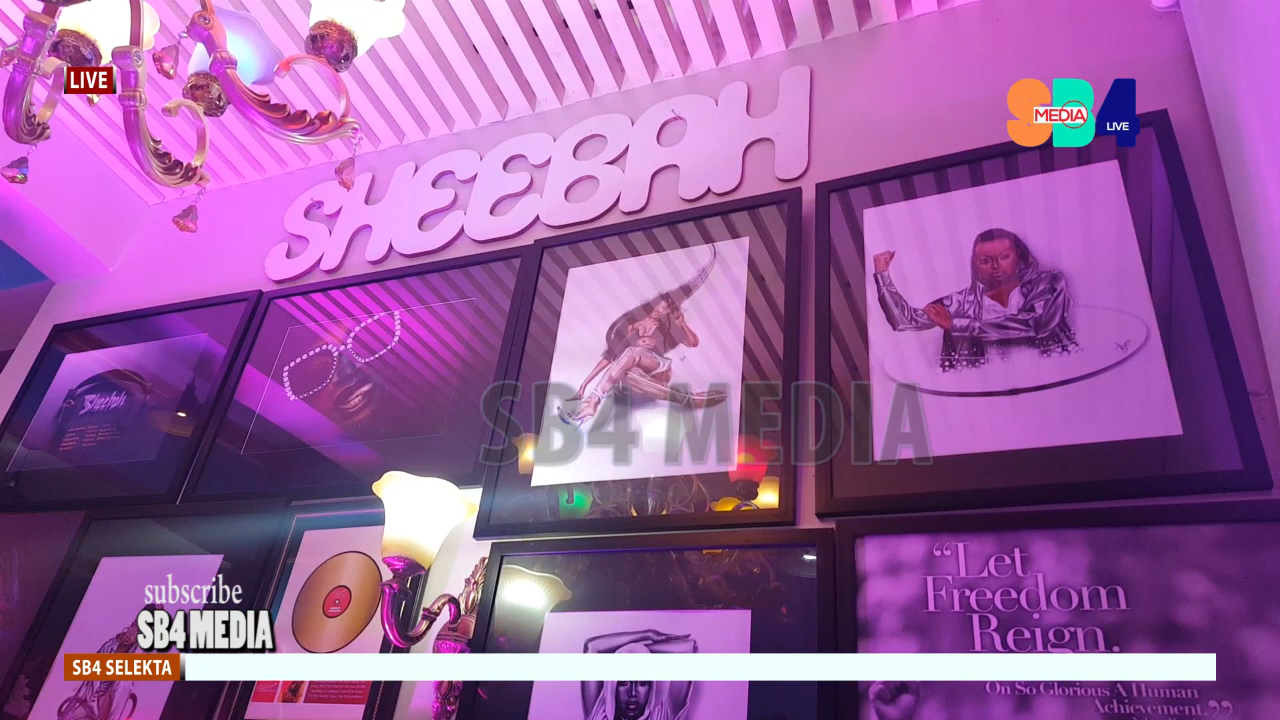 LIVE
SB4
MEDIA
LIVE
SHEEBAH
Sheebah
SB4 MEDIA
“Let
Freedom
Reign.
On So Glorious A Human
Achievement.”
subscribe
SB4 MEDIA
SB4 SELEKTA